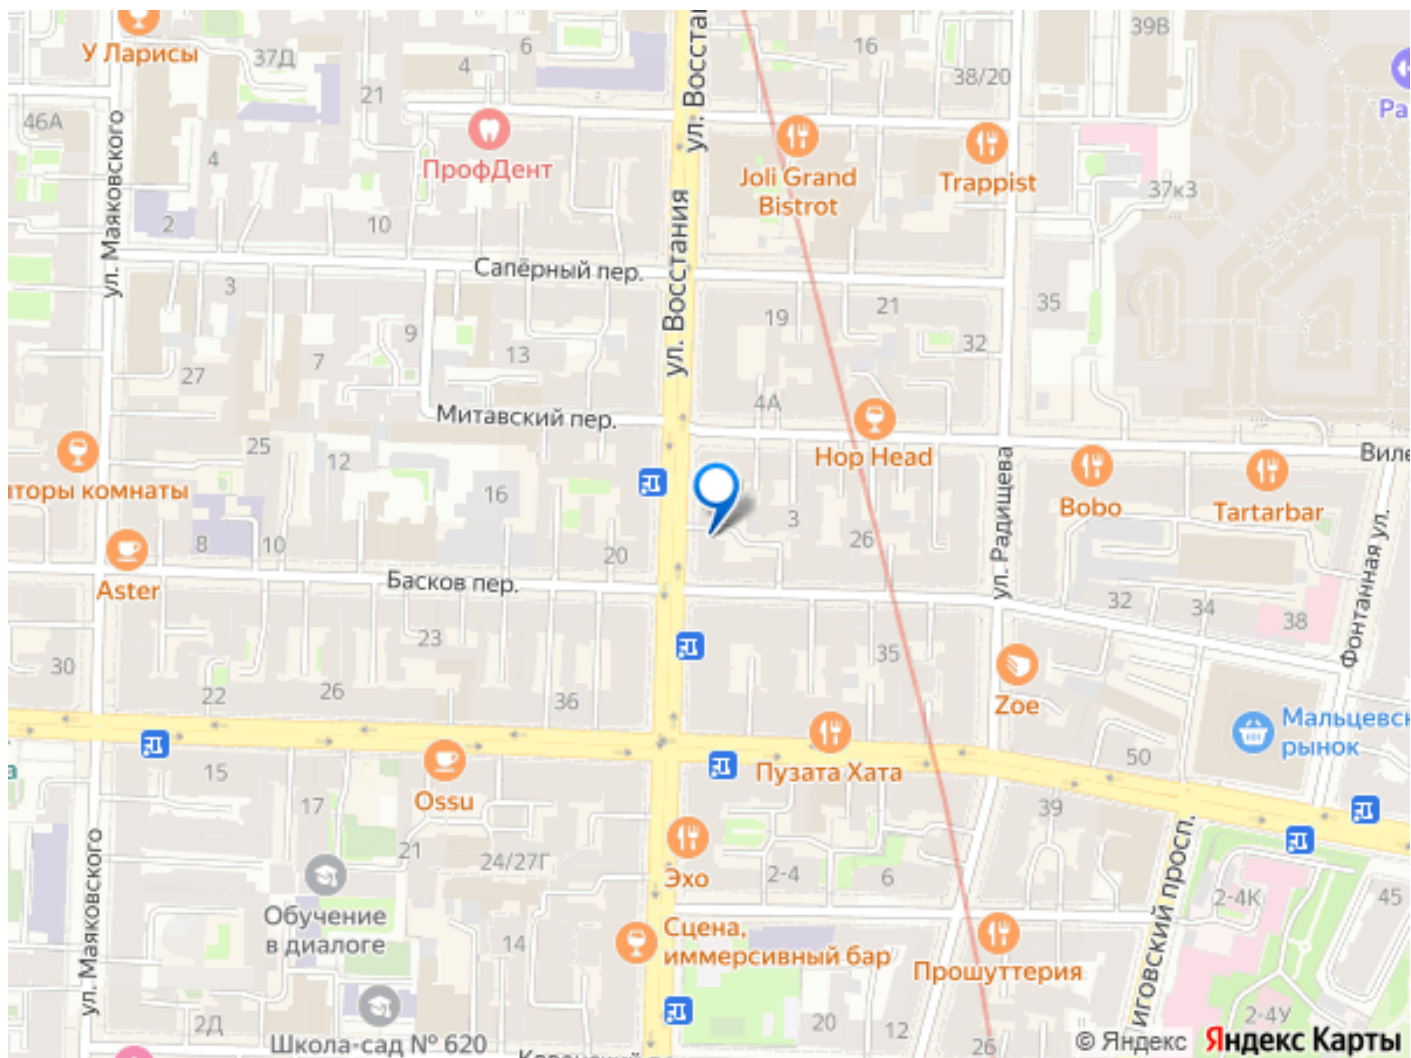 У Ларисы
37Д
6
4
16
39В
38/20
21
46А
ул. Восстания
ПрофДент
Joli Grand
Bistrot
Trappist
4
37к3
ул. Маяковского
2
10
ул. Восстания
Сапёрный пер.
3
19
21
35
9
32
7
13
27
4А
Митавский пер.
25
12
Hop Head
ул. Радищева
Bobo
Tartarbar
16
3
26
8
10
20
Фонтанная ул.
Aster
Басков пер.
32
34
38
23
35
30
22
26
36
Zoe
Мальцевск
рынок
50
15
Пузата Хата
Ossu
17
39
21
24/27Г
Эхо
2-4
6
2-4К
45
ул. Маяковского
Обучение
в диалоге
14
Сцена,
иммерсивный бар
Прошуттерия
иговский просп.
2Д
Школа-сад № 620
20
12
26
2-4У
© Яндекс Яндекс Карты